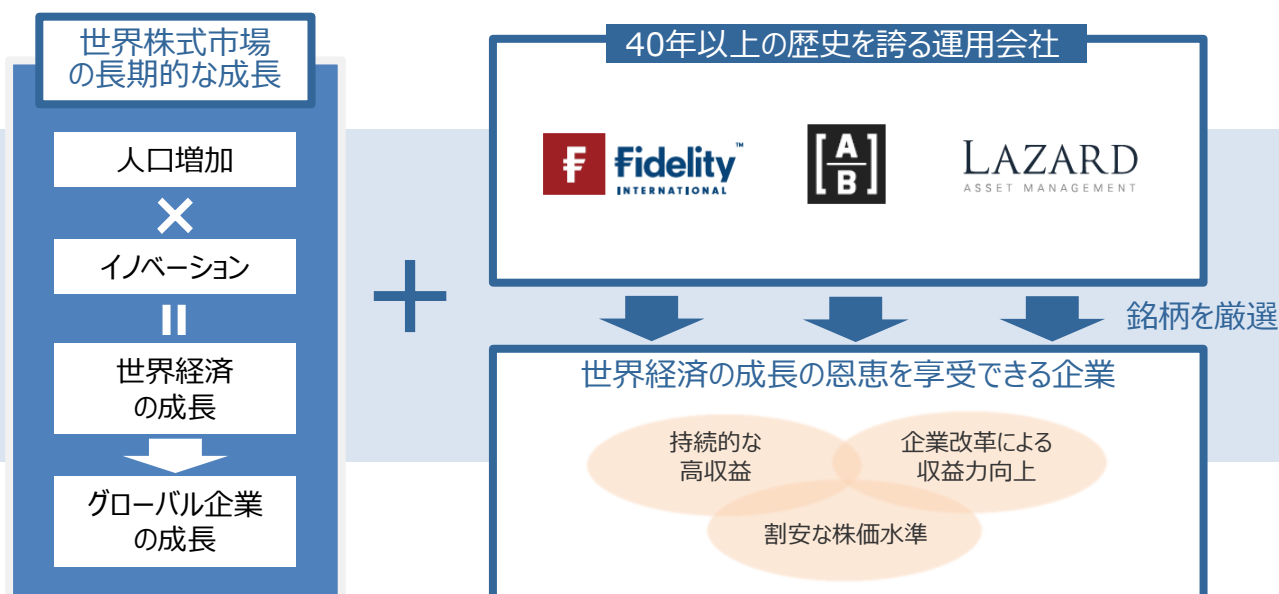 世界株式市場
の長期的な成長
人口増加
×
イノベーション
=
世界経済
の成長
グローバル企業
の成長
+
40年以上の歴史を誇る運用会社
F Fidelity™
INTERNATIONAL
[A/B]
LAZARD
ASSET MANAGEMENT
銘柄を厳選
世界経済の成長の恩恵を享受できる企業
持続的な
高収益
企業改革による
収益力向上
割安な株価水準